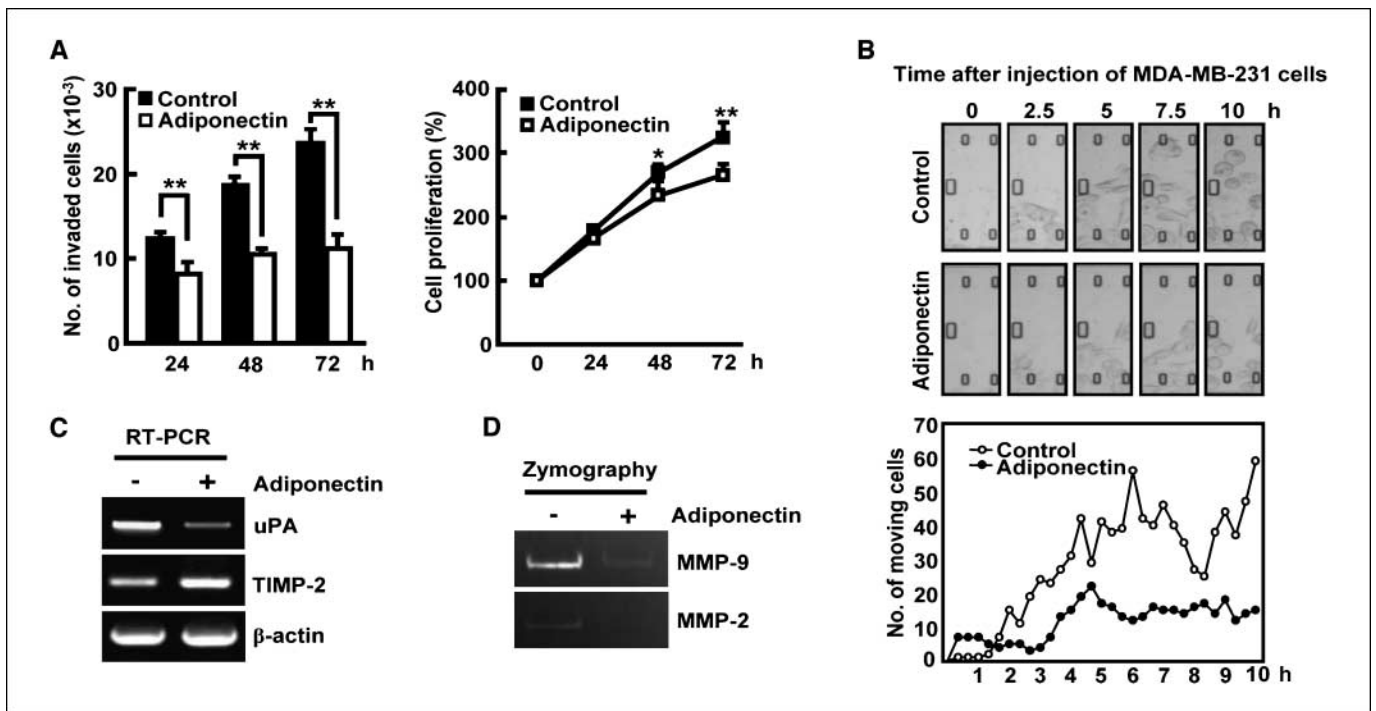 A
No. of invaded cells (x10⁻³)
30
20
10
0
Control
Adiponectin
**
**
**
24 48 72 h
Cell proliferation (%)
400
300
200
100
0
Control
Adiponectin
*
**
0 24 48 72 h
B
Time after injection of MDA-MB-231 cells
0 2.5 5 7.5 10 h
Control
Adiponectin
No. of moving cells
70
60
50
40
30
20
10
0
Control
Adiponectin
1 2 3 4 5 6 7 8 9 10 h
C
RT-PCR
- + Adiponectin
uPA
TIMP-2
β-actin
D
Zymography
- + Adiponectin
MMP-9
MMP-2